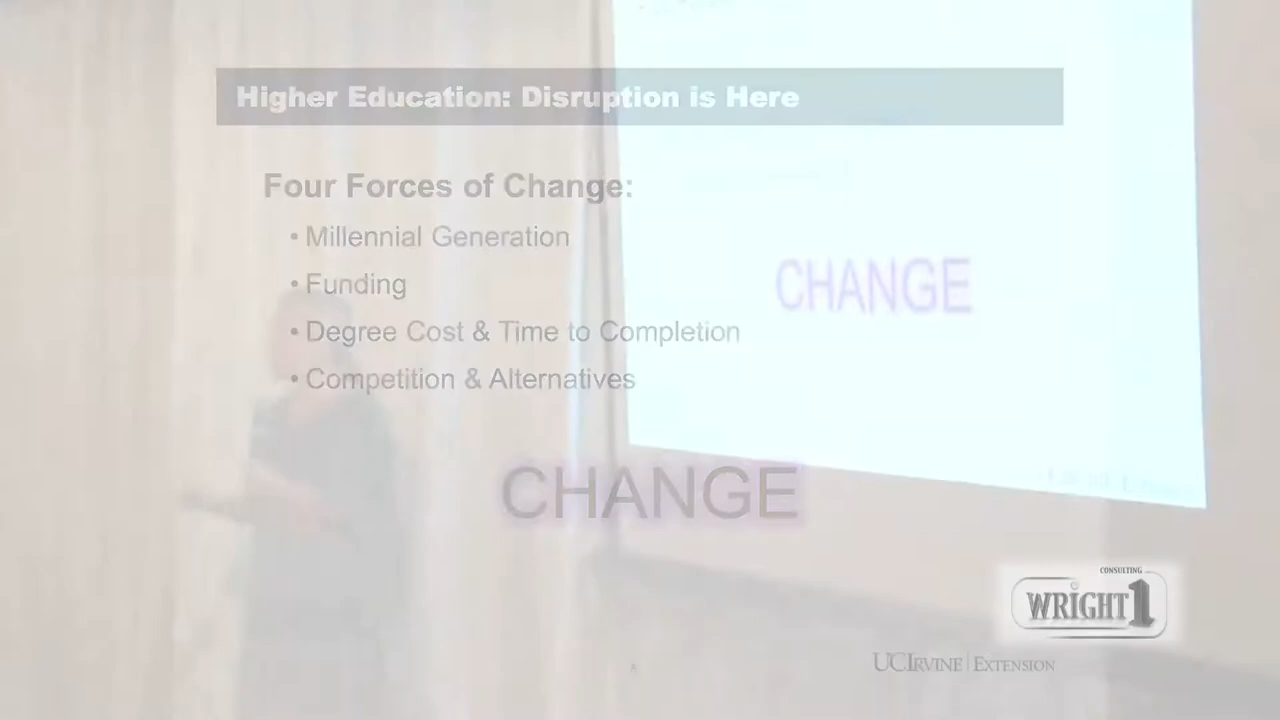 Higher Education: Disruption is Here
Four Forces of Change:
• Millennial Generation
• Funding
• Degree Cost & Time to Completion
• Competition & Alternatives
CHANGE
CHANGE
CONSULTING
WRIGHT1
UCIRVINE | EXTENSION